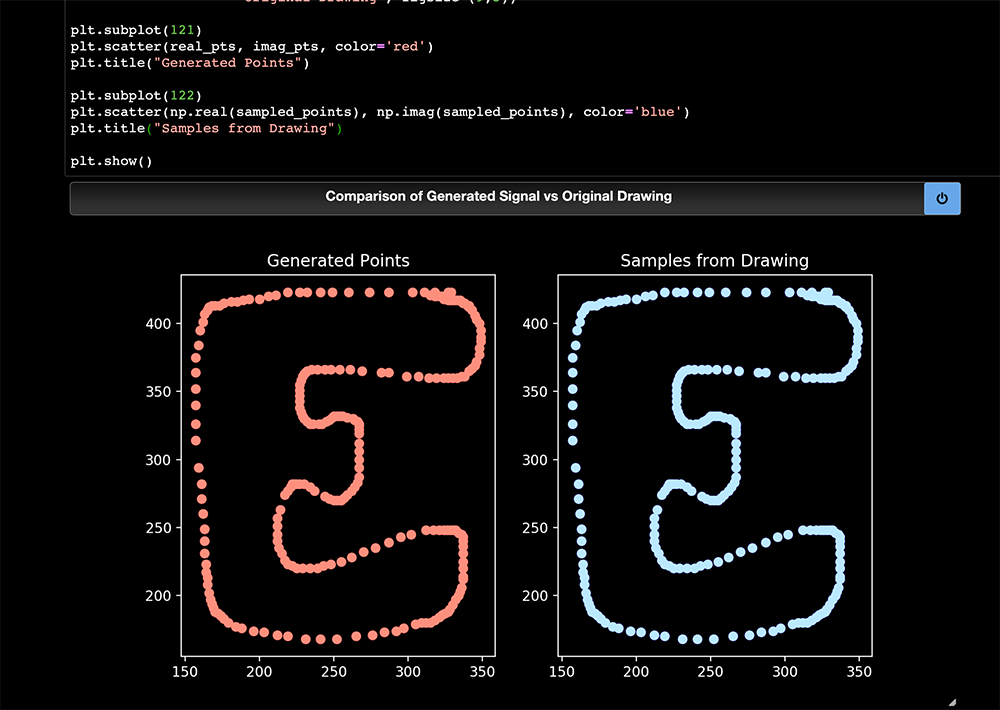 plt.subplot(121)
plt.scatter(real_pts, imag_pts, color='red')
plt.title("Generated Points")
plt.subplot(122)
plt.scatter(np.real(sampled_points), np.imag(sampled_points), color='blue')
plt.title("Samples from Drawing")
plt.show()
Comparison of Generated Signal vs Original Drawing
Generated Points
Samples from Drawing
400
350
300
250
200
150 200 250 300 350
400
350
300
250
200
150 200 250 300 350